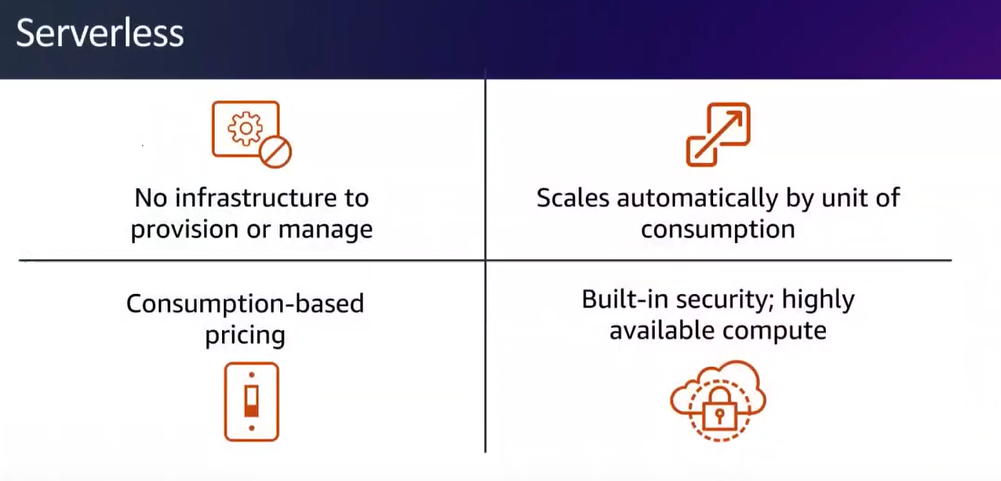 Serverless
No infrastructure to
provision or manage
Scales automatically by unit of
consumption
Consumption-based
pricing
Built-in security; highly
available compute